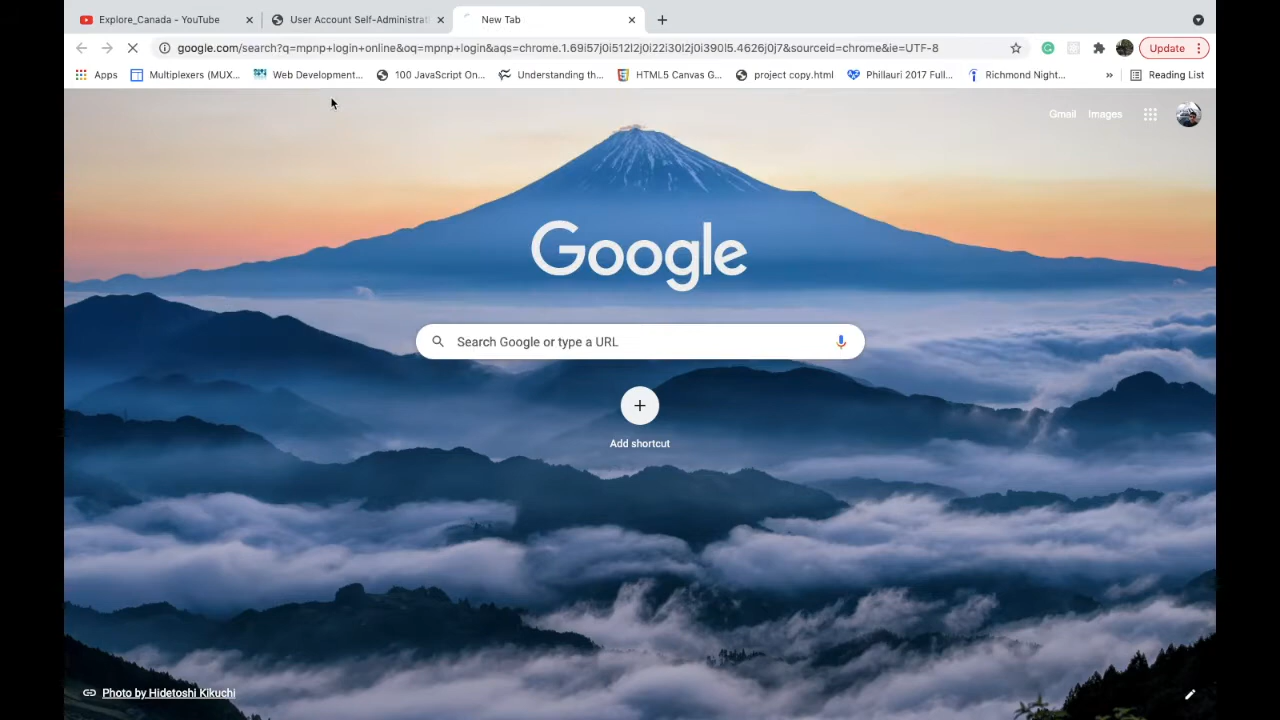 Explore_Canada - YouTube
User Account Self-Administrati
New Tab
google.com/search?q=mpnp+login+online&oq=mpnp+login&aqs=chrome.1.69i57j0i512l2j0i22i30l2j0i390l5.4626j0j7&sourceid=chrome&ie=UTF-8
Update
Apps
Multiplexers (MUX...
Web Development...
100 JavaScript On...
Understanding th...
HTML5 Canvas G...
project copy.html
Phillauri 2017 Full...
Richmond Night...
»
Reading List
Gmail
Images
Google
Search Google or type a URL
Add shortcut
Photo by Hidetoshi Kikuchi